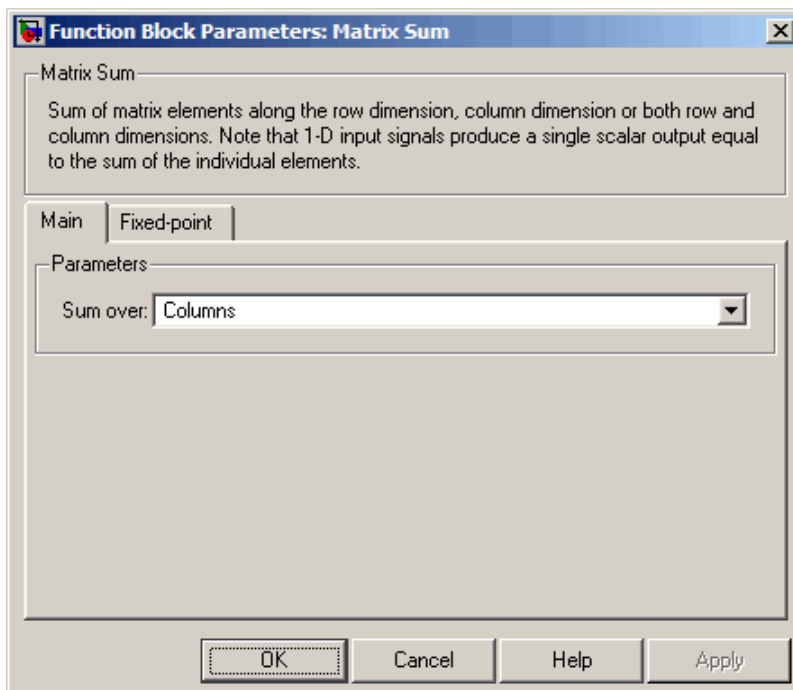 Function Block Parameters: Matrix Sum
Matrix Sum
Sum of matrix elements along the row dimension, column dimension or both row and
column dimensions. Note that 1-D input signals produce a single scalar output equal
to the sum of the individual elements.
Main Fixed-point
Parameters
Sum over: Columns
OK Cancel Help Apply